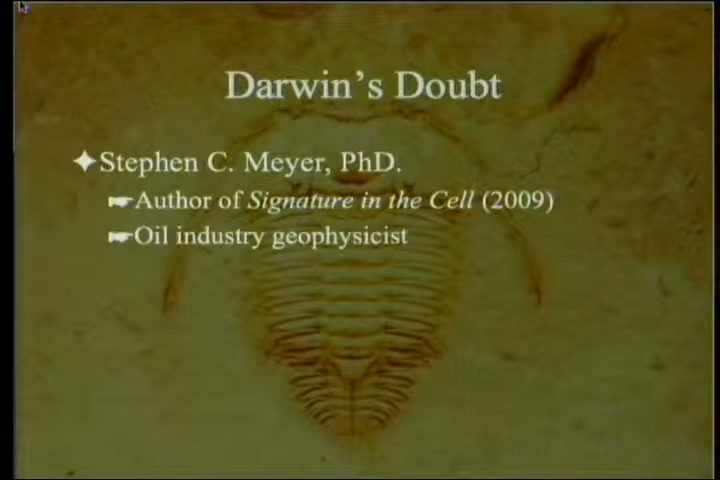 Darwin's Doubt
Stephen C. Meyer, PhD.
Author of Signature in the Cell (2009)
Oil industry geophysicist